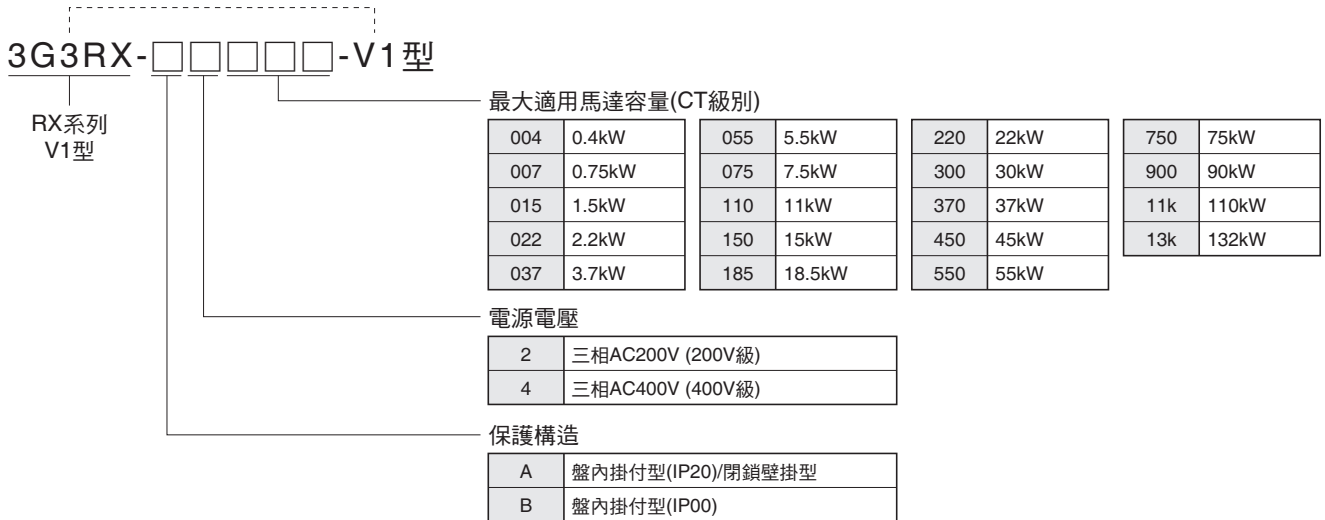 3G3RX-□□□□□-V1型
RX系列
V1型
最大適用馬達容量(CT級別)
004 0.4kW 055 5.5kW 220 22kW 750 75kW
007 0.75kW 075 7.5kW 300 30kW 900 90kW
015 1.5kW 110 11kW 370 37kW 11k 110kW
022 2.2kW 150 15kW 450 45kW 13k 132kW
037 3.7kW 185 18.5kW 550 55kW
電源電壓
2 三相AC200V (200V級)
4 三相AC400V (400V級)
保護構造
A 盤內掛付型(IP20)/閉鎖壁掛型
B 盤內掛付型(IP00)